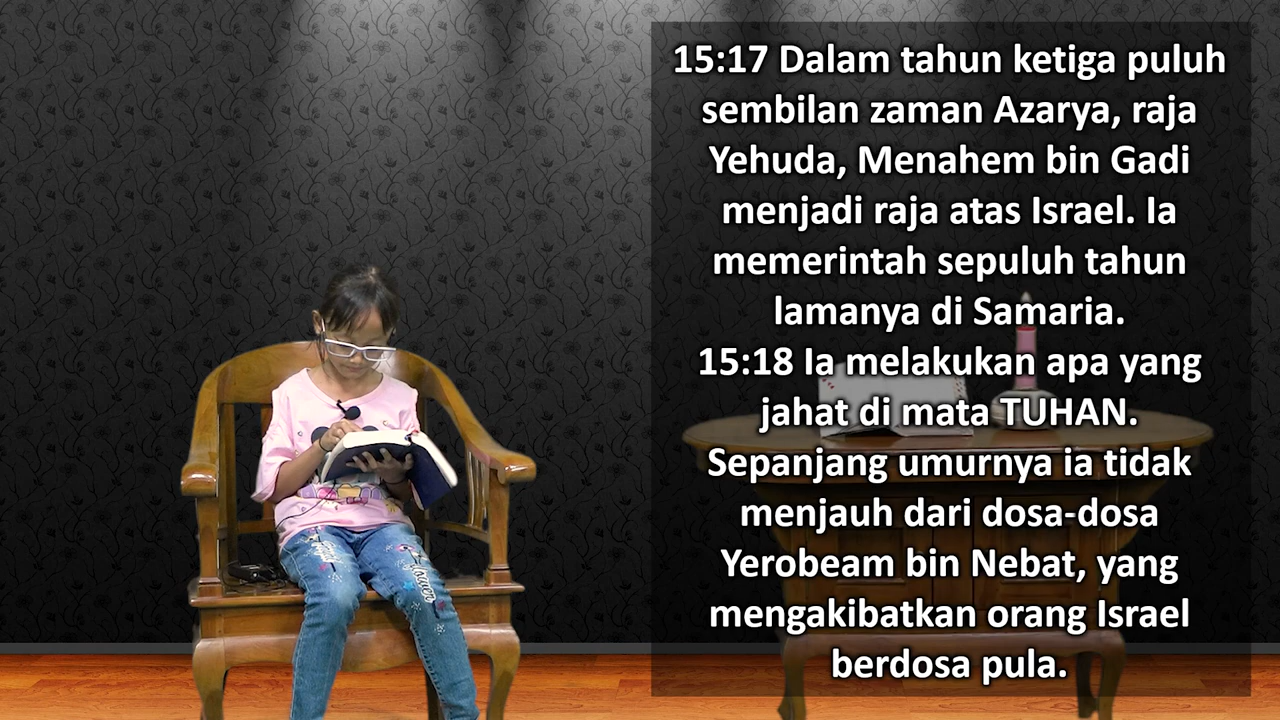 15:17 Dalam tahun ketiga puluh
sembilan zaman Azarya, raja
Yehuda, Menahem bin Gadi
menjadi raja atas Israel. Ia
memerintah sepuluh tahun
lamanya di Samaria.
15:18 Ia melakukan apa yang
jahat di mata TUHAN.
Sepanjang umurnya ia tidak
menjauh dari dosa-dosa
Yerobeam bin Nebat, yang
mengakibatkan orang Israel
berdosa pula.